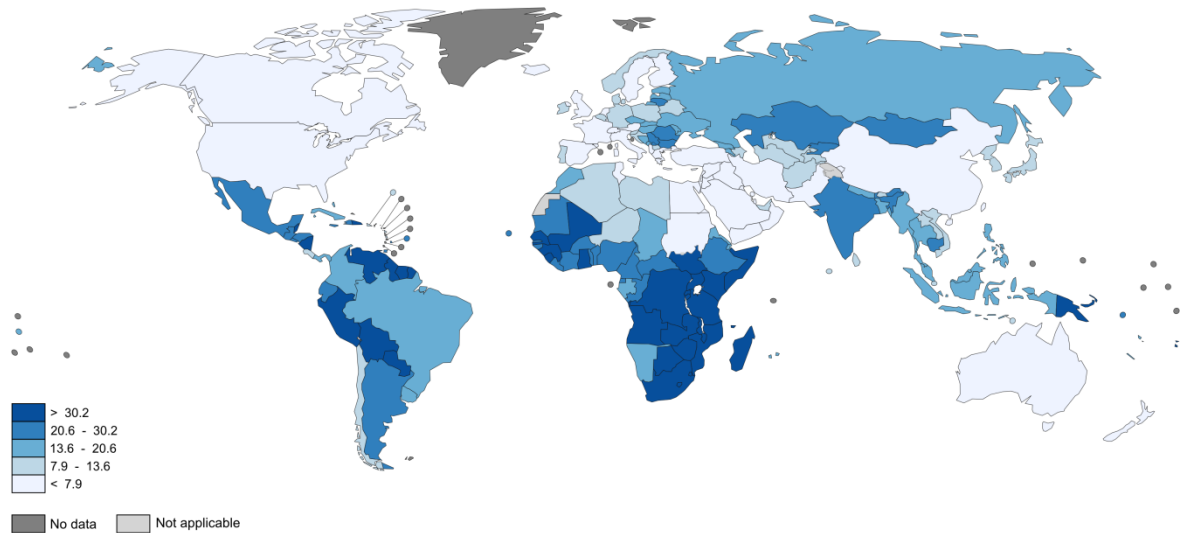 > 30.2
20.6 - 30.2
13.6 - 20.6
7.9 - 13.6
< 7.9
No data
Not applicable